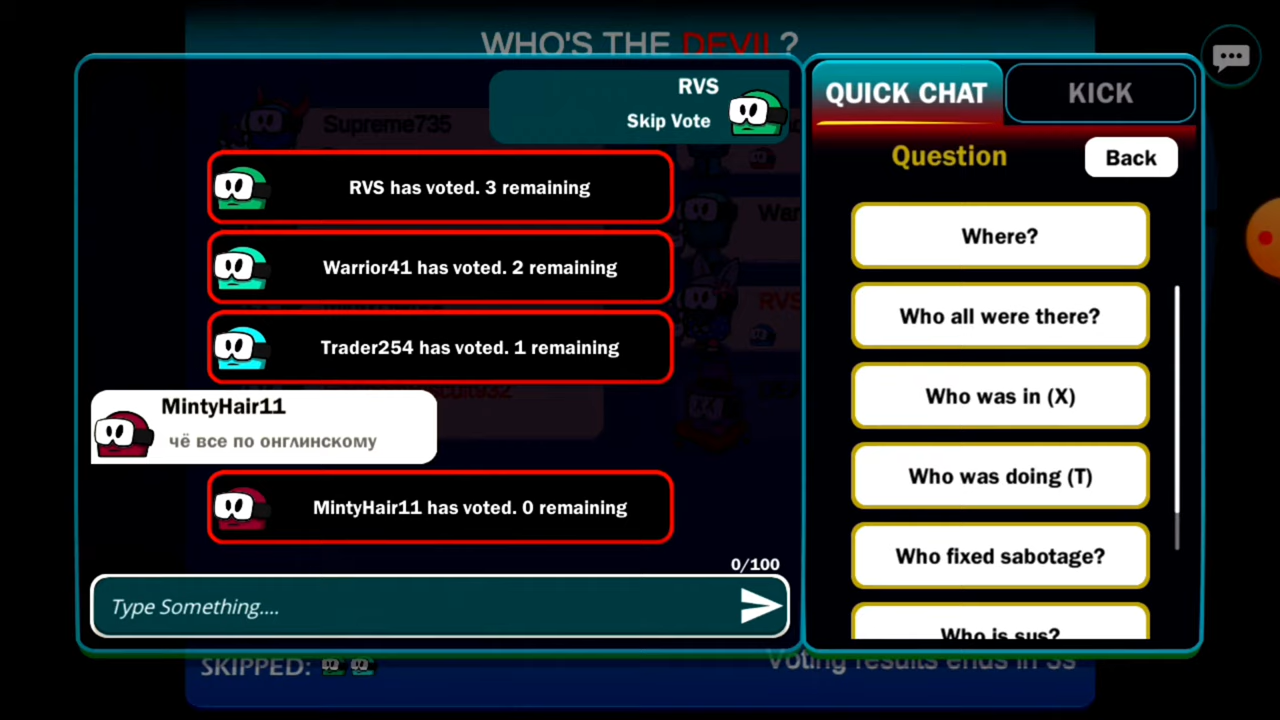 WHO'S THE DEVIL?
RVS
Skip Vote
Supreme735
RVS has voted. 3 remaining
Warrior41 has voted. 2 remaining
RVS
Trader254 has voted. 1 remaining
MintyHair11
чё все по онглинскому
MintyHair11 has voted. 0 remaining
0/100
Type Something....
SKIPPED:
Voting results ends in 3s
QUICK CHAT
KICK
Question
Back
Where?
Who all were there?
Who was in (X)
Who was doing (T)
Who fixed sabotage?
Who is sus?